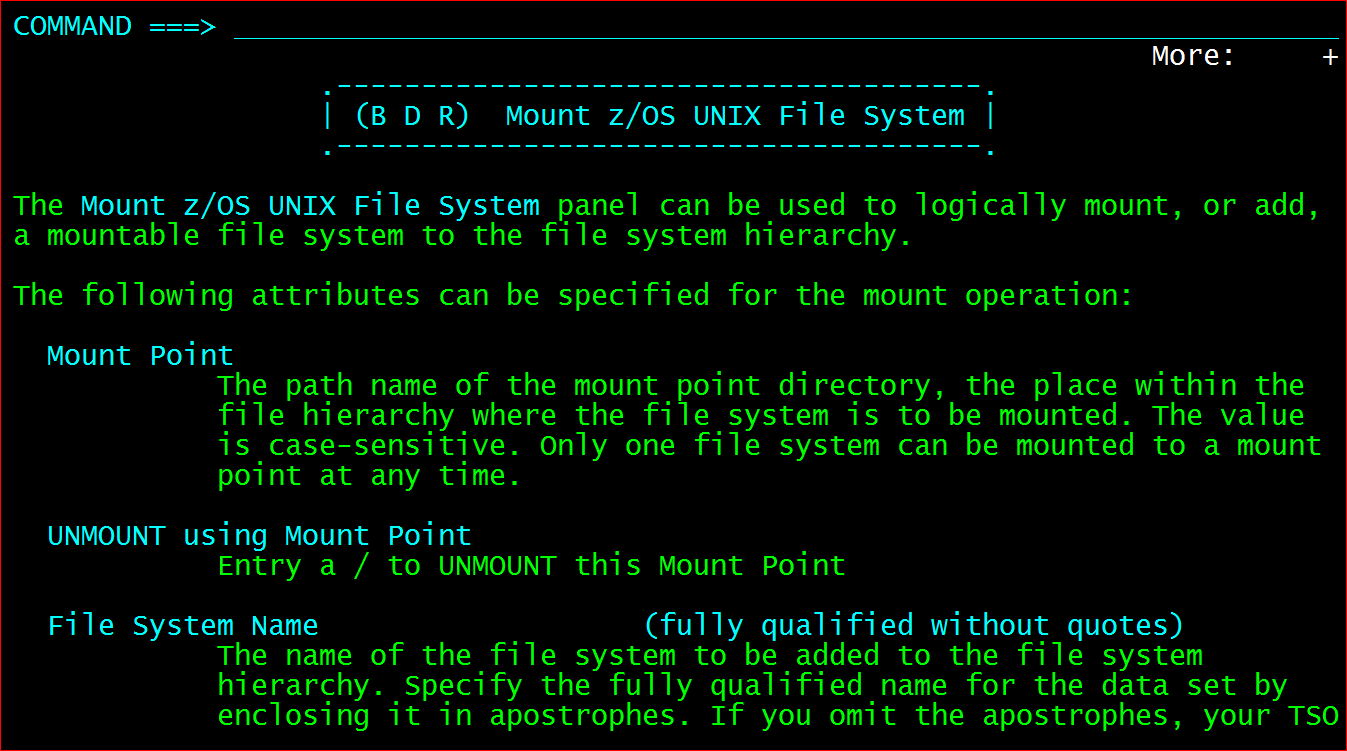 COMMAND ===> ________________________________________________________________
More:     +
.--------------------------------------.
| (B D R)  Mount z/OS UNIX File System |
.--------------------------------------.
The Mount z/OS UNIX File System panel can be used to logically mount, or add,
a mountable file system to the file system hierarchy.
The following attributes can be specified for the mount operation:
Mount Point
The path name of the mount point directory, the place within the
file hierarchy where the file system is to be mounted. The value
is case-sensitive. Only one file system can be mounted to a mount
point at any time.
UNMOUNT using Mount Point
Entry a / to UNMOUNT this Mount Point
File System Name                   (fully qualified without quotes)
The name of the file system to be added to the file system
hierarchy. Specify the fully qualified name for the data set by
enclosing it in apostrophes. If you omit the apostrophes, your TSO